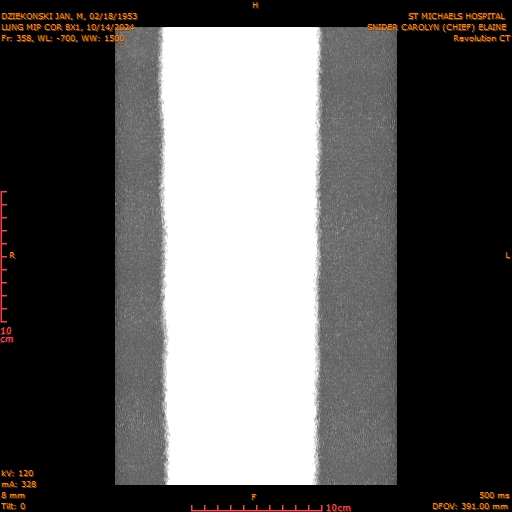 H
DZIEKONSKI JAN, M, 02/18/1953
LUNG MIP COR 8X1, 10/14/2024
Fr: 358, WL: -700, WW: 1500
ST MICHAELS HOSPITAL
SNIDER CAROLYN (CHIEF) ELAINE
Revolution CT
R
L
10
cm
kV: 120
mA: 328
8 mm
Tilt: 0
F
10cm
500 ms
DFOV: 391.00 mm